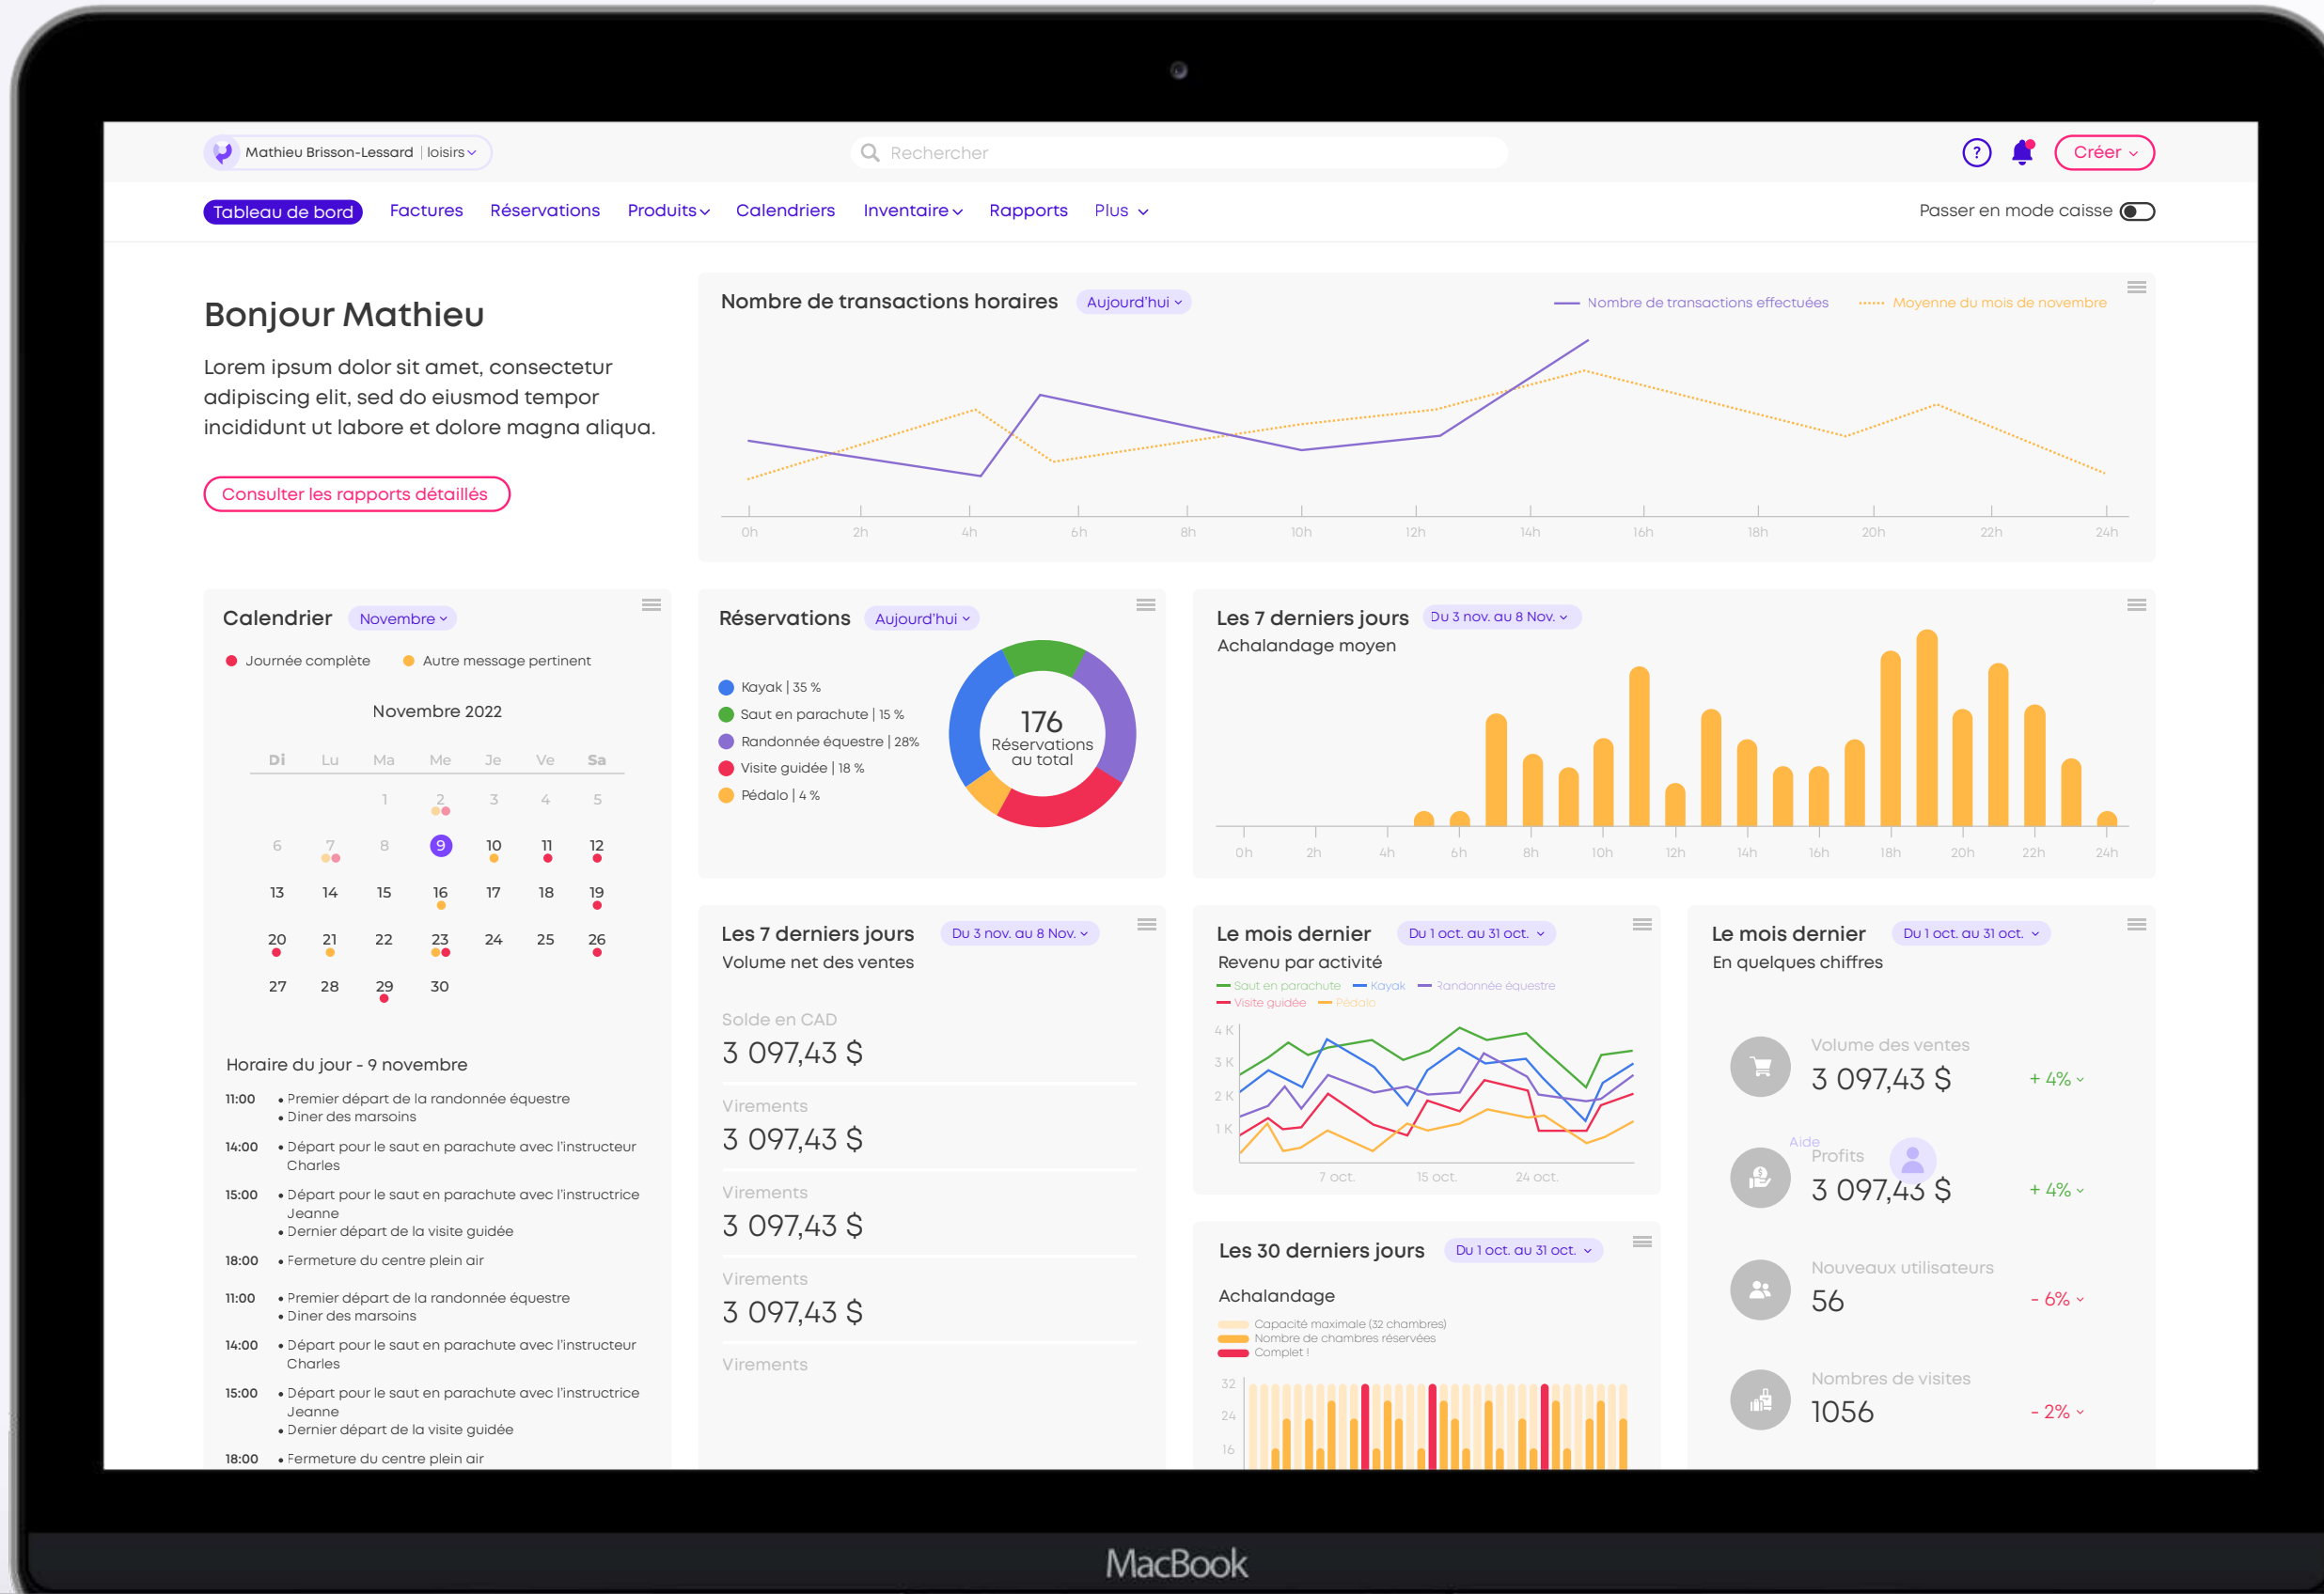 Mathieu Brisson-Lessard | loisirs
Rechercher
?
Créer
Tableau de bord
Factures
Réservations
Produits
Calendriers
Inventaire
Rapports
Plus
Passer en mode caisse
Bonjour Mathieu
Lorem ipsum dolor sit amet, consectetur
adipiscing elit, sed do eiusmod tempor
incididunt ut labore et dolore magna aliqua.
Consulter les rapports détaillés
Nombre de transactions horaires
Aujourd'hui
Nombre de transactions effectuées
Moyenne du mois de novembre
0h 2h 4h 6h 8h 10h 12h 14h 16h 18h 20h 22h 24h
Calendrier
Novembre
Journée complète
Autre message pertinent
Novembre 2022
Di Lu Ma Me Je Ve Sa
1 2 3 4 5
6 7 8 9 10 11 12
13 14 15 16 17 18 19
20 21 22 23 24 25 26
27 28 29 30
Horaire du jour - 9 novembre
11:00 • Premier départ de la randonnée équestre
• Diner des marsoins
14:00 • Départ pour le saut en parachute avec l'instructeur
Charles
15:00 • Départ pour le saut en parachute avec l'instructrice
Jeanne
• Dernier départ de la visite guidée
18:00 • Fermeture du centre plein air
11:00 • Premier départ de la randonnée équestre
• Diner des marsoins
14:00 • Départ pour le saut en parachute avec l'instructeur
Charles
15:00 • Départ pour le saut en parachute avec l'instructrice
Jeanne
• Dernier départ de la visite guidée
18:00 • Fermeture du centre plein air
Réservations
Aujourd'hui
Kayak | 35 %
Saut en parachute | 15 %
Randonnée équestre | 28%
Visite guidée | 18 %
Pédalo | 4 %
176
Réservations
au total
Les 7 derniers jours
Du 3 nov. au 8 Nov.
Achalandage moyen
0h 2h 4h 6h 8h 10h 12h 14h 16h 18h 20h 22h 24h
Les 7 derniers jours
Du 3 nov. au 8 Nov.
Volume net des ventes
Solde en CAD
3 097,43 $
Virements
3 097,43 $
Virements
3 097,43 $
Virements
3 097,43 $
Virements
Le mois dernier
Du 1 oct. au 31 oct.
Revenu par activité
Saut en parachute Kayak Randonnée équestre
Visite guidée Pédalo
4 K
3 K
2 K
1 K
7 oct. 15 oct. 24 oct.
Les 30 derniers jours
Du 1 oct. au 31 oct.
Achalandage
Capacité maximale (32 chambres)
Nombre de chambres réservées
Complet !
32
24
16
Le mois dernier
Du 1 oct. au 31 oct.
En quelques chiffres
Volume des ventes
3 097,43 $
+ 4%
Aide
Profits
3 097,43 $
+ 4%
Nouveaux utilisateurs
56
- 6%
Nombres de visites
1056
- 2%
MacBook